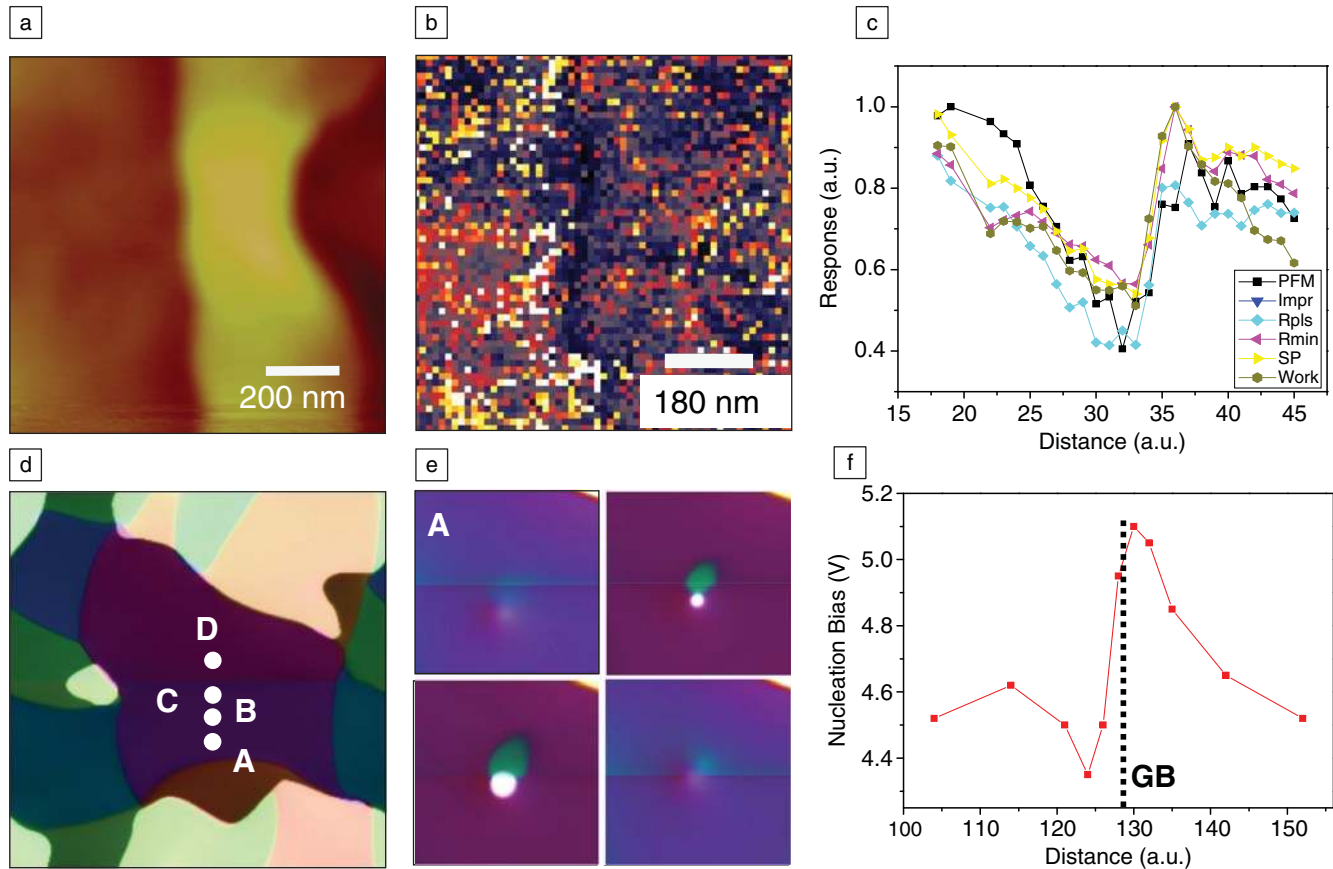 a
200 nm
b
180 nm
c
Response (a.u.)
1.0
0.8
0.6
0.4
15 20 25 30 35 40 45
Distance (a.u.)
PFM
Impr
Rpls
Rmin
SP
Work
d
D
C
B
A
e
A
f
Nucleation Bias (V)
5.2
5.0
4.8
4.6
4.4
GB
100 110 120 130 140 150
Distance (a.u.)